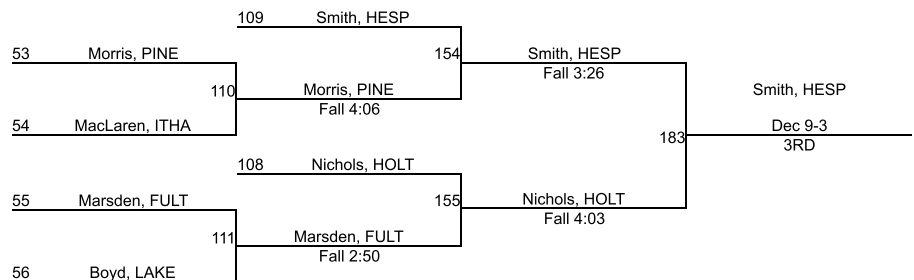 109 Smith, HESP
53 Morris, PINE
154 Smith, HESP
Fall 3:26
110 Morris, PINE
Fall 4:06
Smith, HESP
54 MacLaren, ITHA
183 Dec 9-3
3RD
108 Nichols, HOLT
55 Marsden, FULT
155 Nichols, HOLT
Fall 4:03
111 Marsden, FULT
Fall 2:50
56 Boyd, LAKE